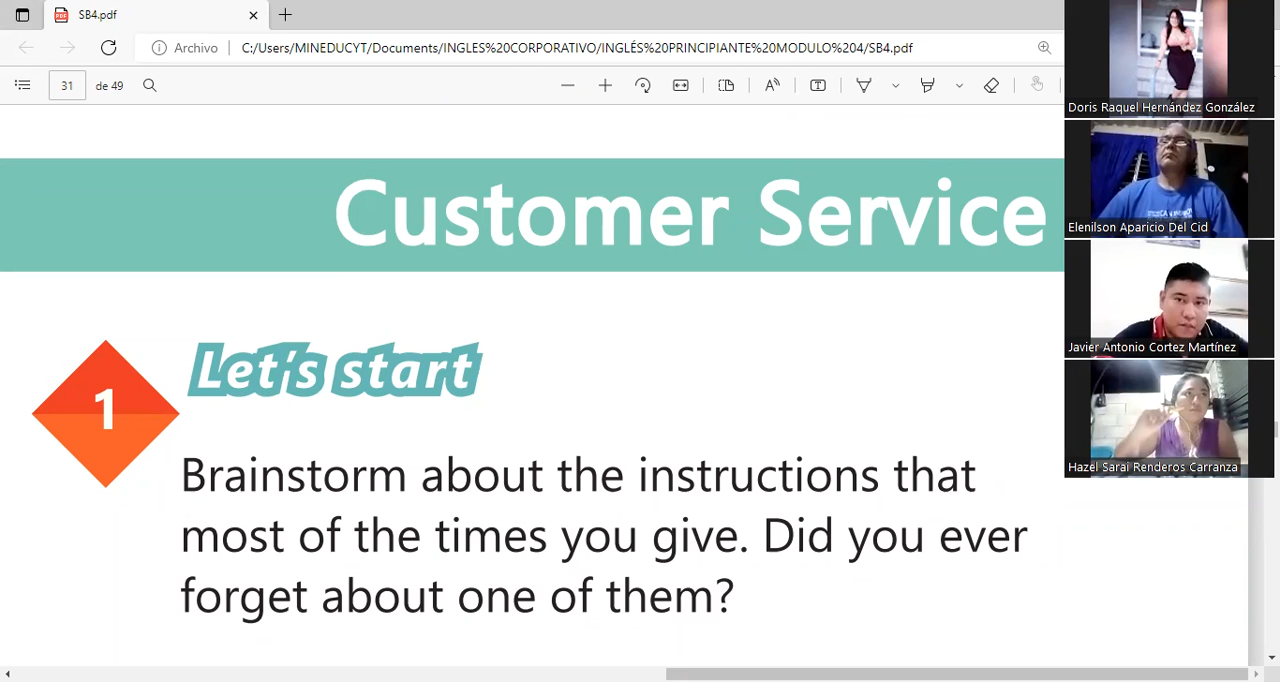 SB4.pdf
Archivo
C:/Users/MINEDUCYT/Documents/INGLES%20CORPORATIVO/INGLÉS%20PRINCIPIANTE%20MODULO%204/SB4.pdf
31 de 49
Customer Service
1
Let's start
Brainstorm about the instructions that
most of the times you give. Did you ever
forget about one of them?
Doris Raquel Hernández González
Elenilson Aparicio Del Cid
Javier Antonio Cortez Martínez
Hazel Sarai Renderos Carranza